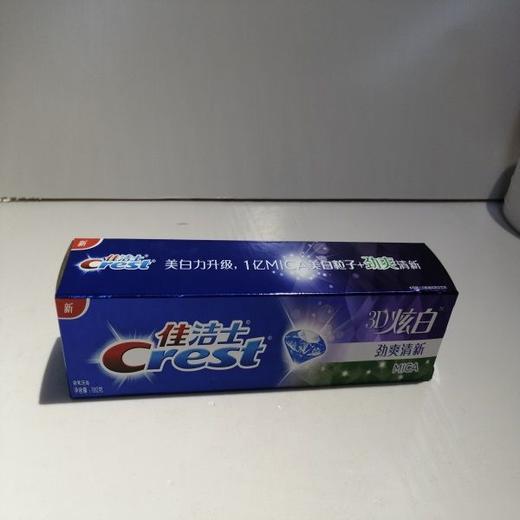 新
佳洁士
Crest
美白力升级，1亿MICA美白粒子+劲爽清新
新
佳洁士
Crest
3D炫白
劲爽清新
MICA